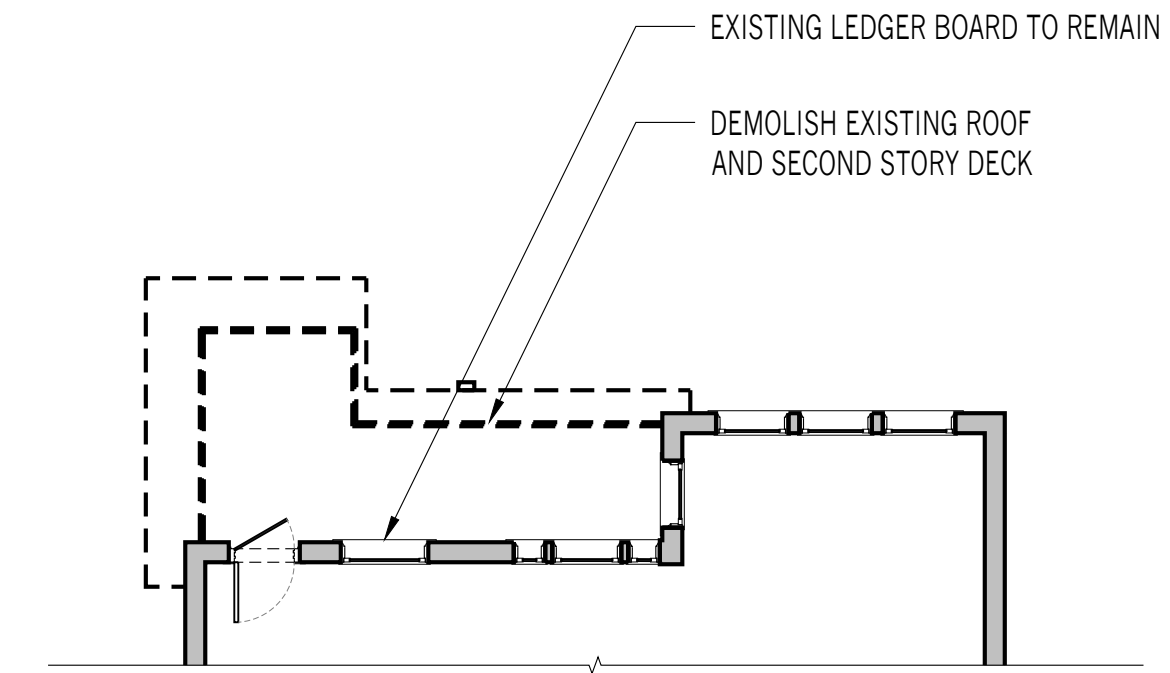 EXISTING LEDGER BOARD TO REMAIN
DEMOLISH EXISTING ROOF
AND SECOND STORY DECK